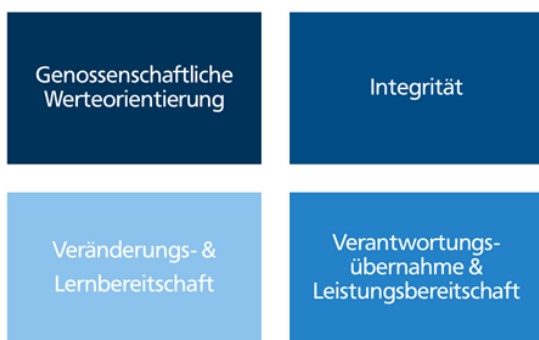 Genossenschaftliche
Werteorientierung
Integrität
Veränderungs- &
Lernbereitschaft
Verantwortungs-
übernahme &
Leistungsbereitschaft